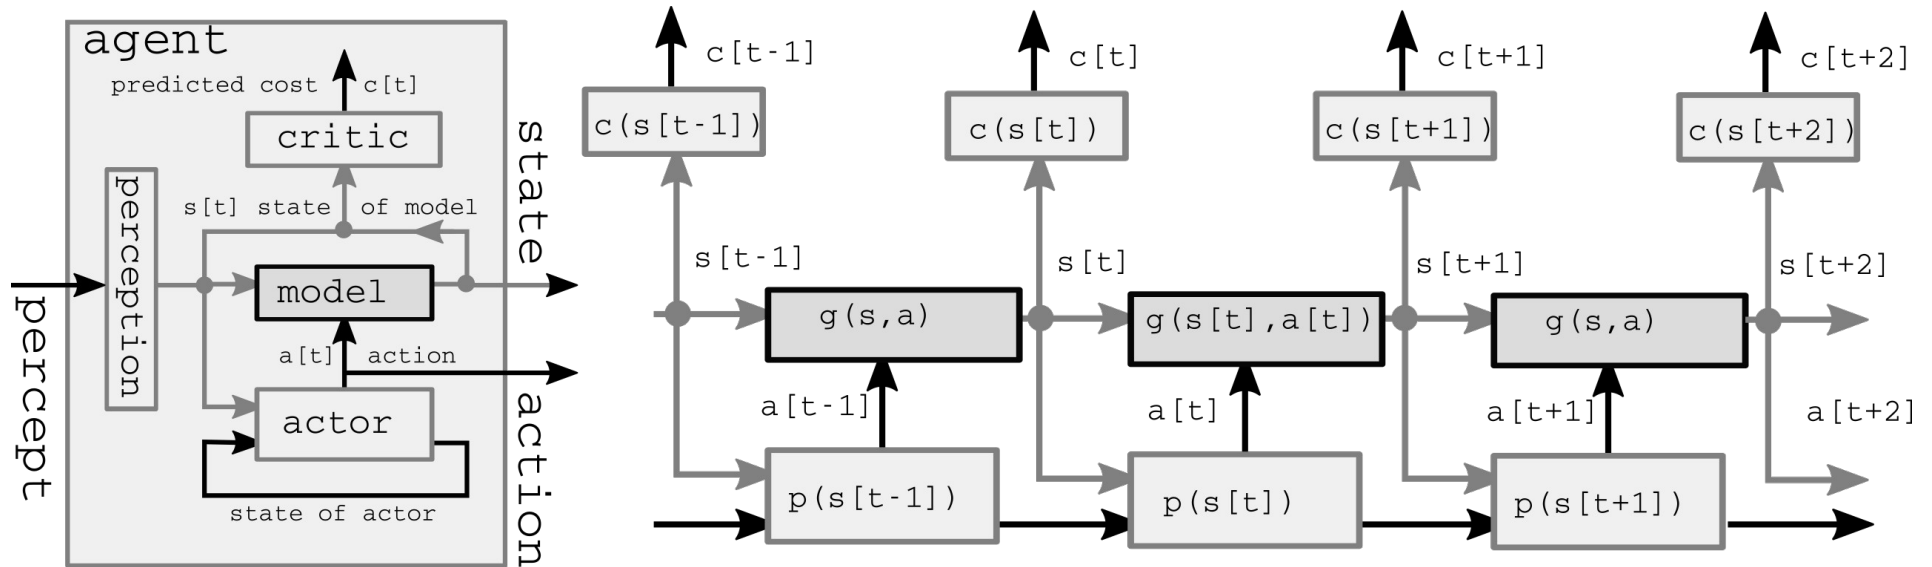 agent
predicted cost
c[t]
critic
s[t] state of model
perception
model
a[t] action
actor
state of actor
percept
state
action
c[t-1]
c[t]
c[t+1]
c[t+2]
c(s[t-1])
c(s[t])
c(s[t+1])
c(s[t+2])
s[t-1]
s[t]
s[t+1]
s[t+2]
g(s,a)
g(s[t],a[t])
g(s,a)
a[t-1]
a[t]
a[t+1]
a[t+2]
p(s[t-1])
p(s[t])
p(s[t+1])